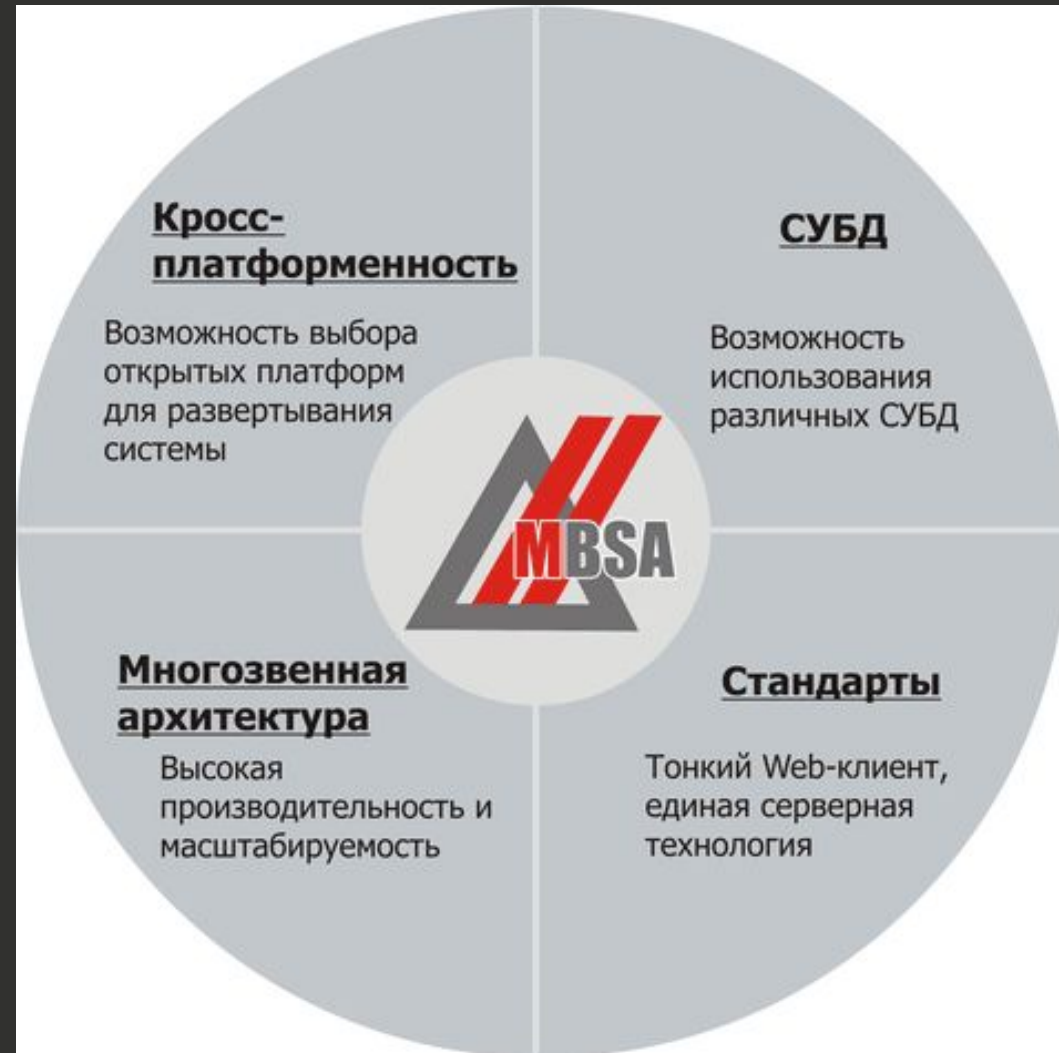 Кросс-
платформенность
Возможность выбора
открытых платформ
для развертывания
системы
СУБД
Возможность
использования
различных СУБД
MBSA
Многозвенная
архитектура
Высокая
производительность и
масштабируемость
Стандарты
Тонкий Web-клиент,
единая серверная
технология